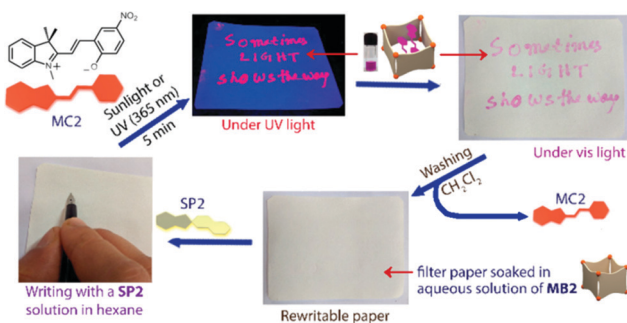 NO₂
N
+
O
-
MC2
Sunlight or
UV (365 nm)
5 min
Sometimes
LIGHT
shows the way
Under UV light
Sometimes
LIGHT
shows the way
Under vis light
Washing
CH₂Cl₂
MC2
SP2
Writing with a SP2
solution in hexane
Rewritable paper
filter paper soaked in
aqueous solution of MB2